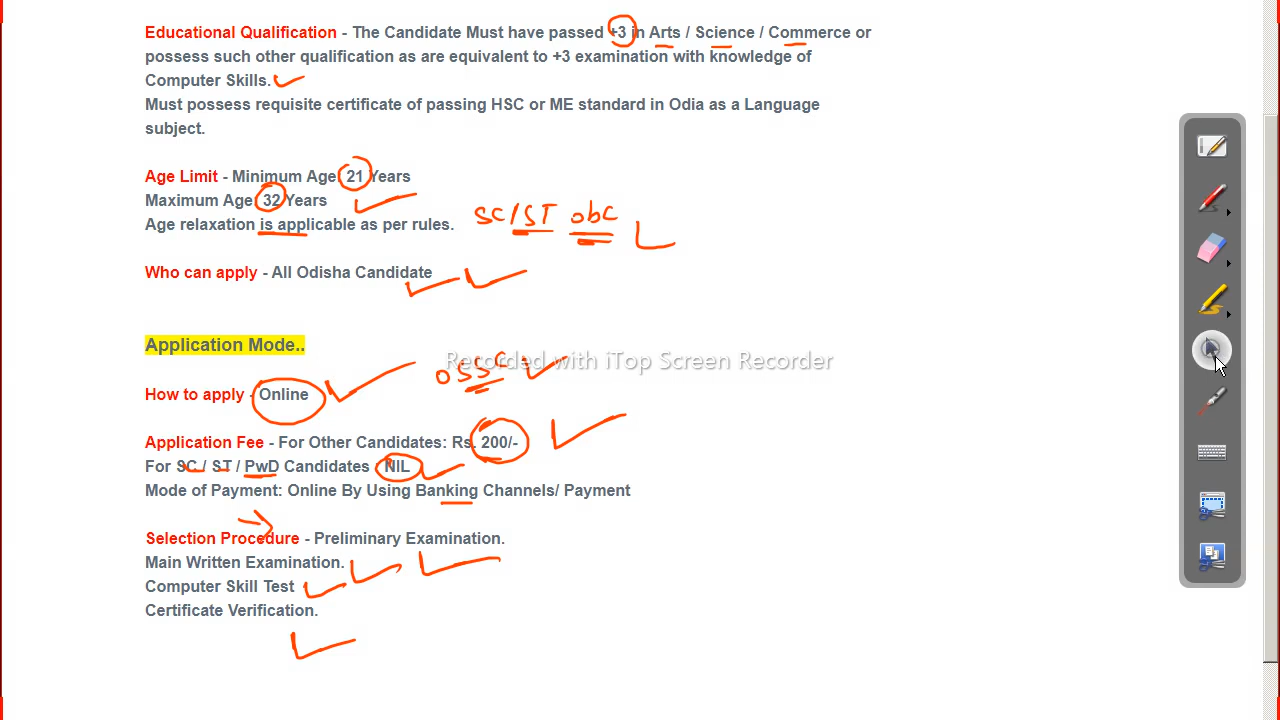 Educational Qualification - The Candidate Must have passed +3 in Arts / Science / Commerce or
possess such other qualification as are equivalent to +3 examination with knowledge of
Computer Skills.
Must possess requisite certificate of passing HSC or ME standard in Odia as a Language
subject.
Age Limit - Minimum Age 21 Years
Maximum Age 32 Years
Age relaxation is applicable as per rules.
SC/ST obc
Who can apply - All Odisha Candidate
Application Mode..
Recorded with iTop Screen Recorder
OSSC
How to apply - Online
Application Fee - For Other Candidates: Rs. 200/-
For SC / ST / PwD Candidates NIL
Mode of Payment: Online By Using Banking Channels/ Payment
Selection Procedure - Preliminary Examination.
Main Written Examination.
Computer Skill Test
Certificate Verification.